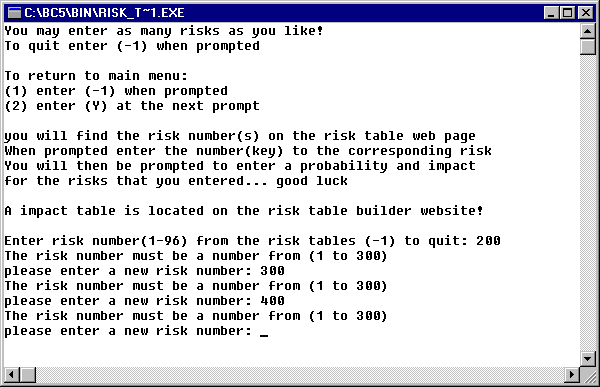 C:\BC5\BIN\RISK_T~1.EXE
You may enter as many risks as you like!
To quit enter (-1) when prompted
To return to main menu:
(1) enter (-1) when prompted
(2) enter (Y) at the next prompt
you will find the risk number(s) on the risk table web page
When prompted enter the number(key) to the corresponding risk
You will then be prompted to enter a probability and impact
for the risks that you entered... good luck
A impact table is located on the risk table builder website!
Enter risk number(1-96) from the risk tables (-1) to quit: 200
The risk number must be a number from (1 to 300)
please enter a new risk number: 300
The risk number must be a number from (1 to 300)
please enter a new risk number: 400
The risk number must be a number from (1 to 300)
please enter a new risk number: _